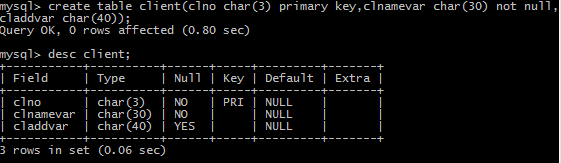 mysql> create table client(clno char(3) primary key,clnamevar char(30) not null,
claddvar char(40));
Query OK, 0 rows affected (0.80 sec)
mysql> desc client;
+-----------+----------+------+-----+---------+-------+
| Field     | Type     | Null | Key | Default | Extra |
+-----------+----------+------+-----+---------+-------+
| clno      | char(3)  | NO   | PRI | NULL    |       |
| clnamevar | char(30) | NO   |     | NULL    |       |
| claddvar  | char(40) | YES  |     | NULL    |       |
+-----------+----------+------+-----+---------+-------+
3 rows in set (0.06 sec)